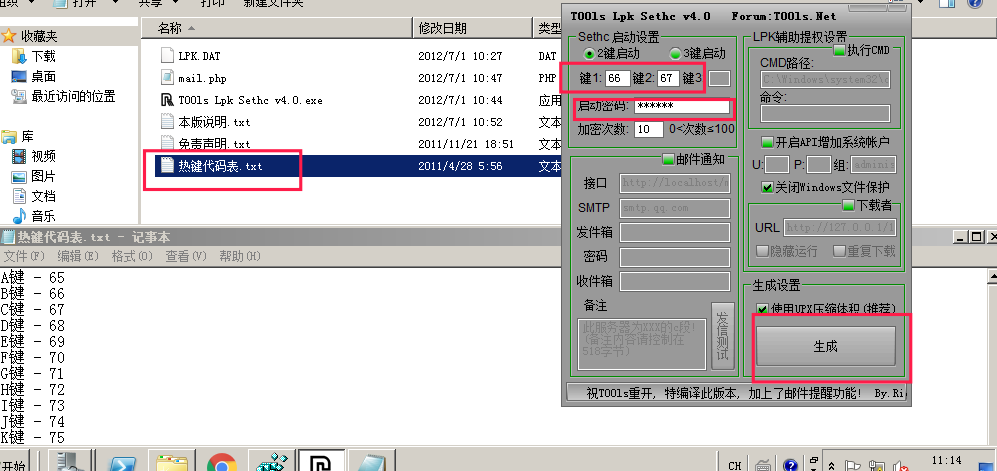 打开
共享
打印
新建文件夹
收藏夹
下载
桌面
最近访问的位置
库
视频
图片
文档
音乐
名称 修改日期 类型
LPK.DAT 2012/7/1 10:27 DAT
mail.php 2012/7/1 10:47 PHP
T00ls Lpk Sethc v4.0.exe 2012/7/1 10:44 应用
本版说明.txt 2012/7/1 10:52 文本
免责声明.txt 2011/11/21 18:51 文本
热键代码表.txt 2011/4/28 5:56 文本
热键代码表.txt - 记事本
文件(F) 编辑(E) 格式(O) 查看(V) 帮助(H)
A键 - 65
B键 - 66
C键 - 67
D键 - 68
E键 - 69
F键 - 70
G键 - 71
H键 - 72
I键 - 73
J键 - 74
K键 - 75
T00ls Lpk Sethc v4.0 Forum:T00ls.Net
Sethc 启动设置
2键启动 3键启动
键1: 66 键2: 67 键3
启动密码: ******
加密次数: 10 0<次数≤100
邮件通知
接口 http://localhost/m
SMTP smtp.qq.com
发件箱
密码
收件箱
备注
此服务器为XXX的c段)
(备注内容请控制在
518字节)
发信测试
LPK辅助提权设置
执行CMD
CMD路径:
C:\Windows\system32\c
命令:
开启API增加系统帐户
U: P: 组: adminis
关闭Windows文件保护
下载者
URL http://127.0.0.1/1
隐藏运行 重复下载
生成设置
使用UPX压缩体积(推荐)
生成
祝T00ls重开, 特编译此版本, 加上了邮件提醒功能! By.Ri
开始
CH
11:14